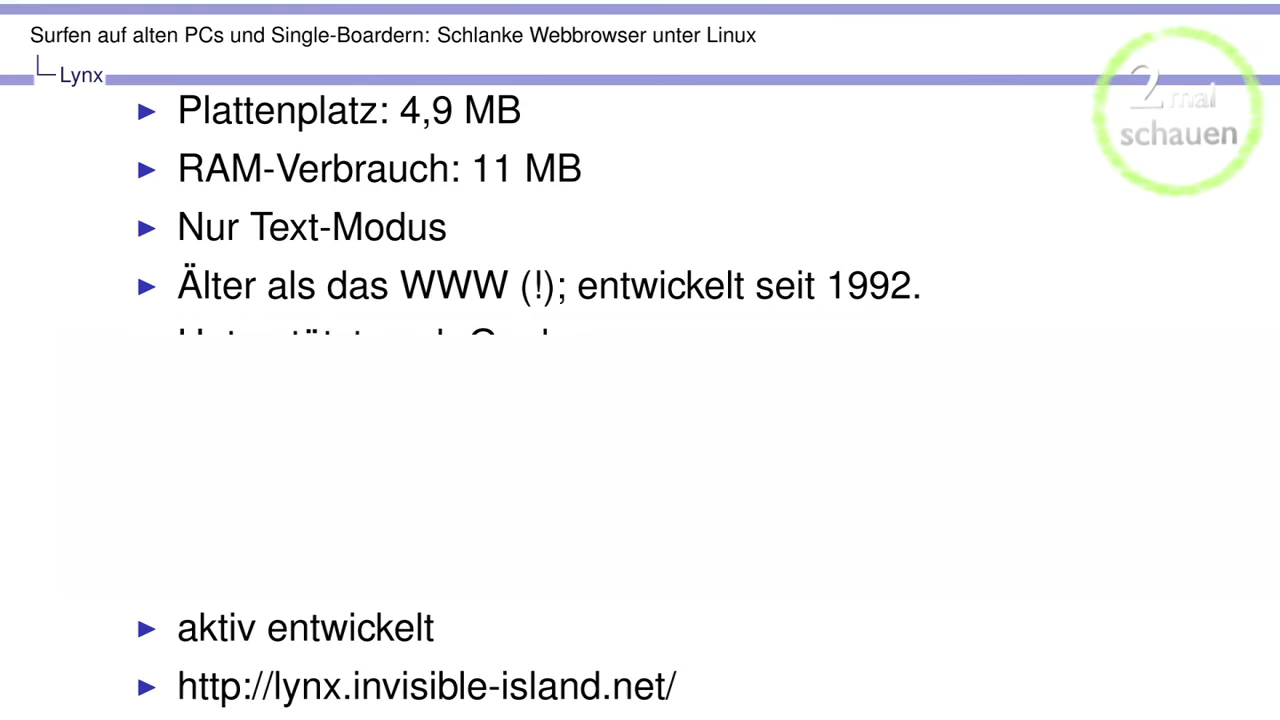 Surfen auf alten PCs und Single-Boardern: Schlanke Webbrowser unter Linux
Lynx
2 mal
schauen
Plattenplatz: 4,9 MB
RAM-Verbrauch: 11 MB
Nur Text-Modus
Älter als das WWW (!); entwickelt seit 1992.
aktiv entwickelt
http://lynx.invisible-island.net/